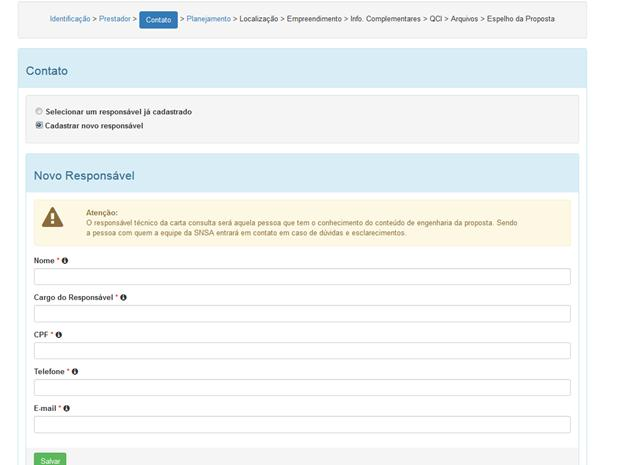 Identificação > Prestador > Contato > Planejamento > Localização > Empreendimento > Info. Complementares > QCI > Arquivos > Espelho da Proposta
Contato
Selecionar um responsável já cadastrado
Cadastrar novo responsável
Novo Responsável
Atenção:
O responsável técnico da carta consulta será aquela pessoa que tem o conhecimento do conteúdo de engenharia da proposta. Sendo
a pessoa com quem a equipe da SNSA entrará em contato em caso de dúvidas e esclarecimentos.
Nome *
Cargo do Responsável *
CPF *
Telefone *
E-mail *
Salvar